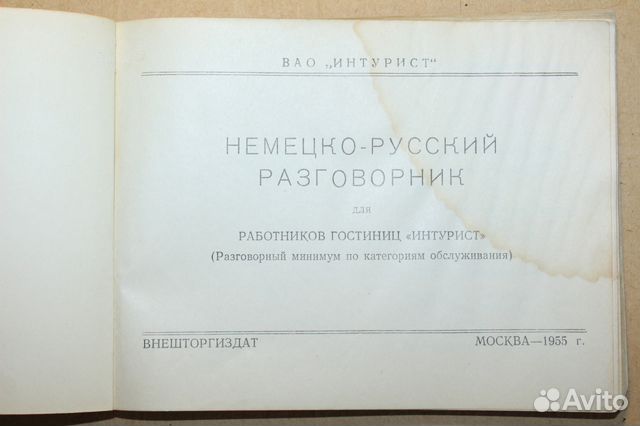 ВАО „ИНТУРИСТ“
НЕМЕЦКО-РУССКИЙ
РАЗГОВОРНИК
для
РАБОТНИКОВ ГОСТИНИЦ «ИНТУРИСТ»
(Разговорный минимум по категориям обслуживания)
ВНЕШТОРГИЗДАТ МОСКВА—1955 г.
Avito